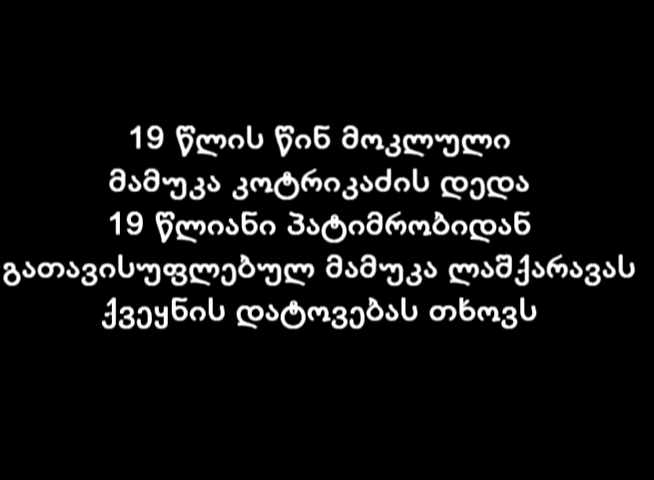 19 წლის წინ მოკლული
მამუკა კოტრიკაძის დედა
19 წლიანი პატიმრობიდან
გათავისუფლებულ მამუკა ლაშქარავას
ქვეყნის დატოვებას თხოვს